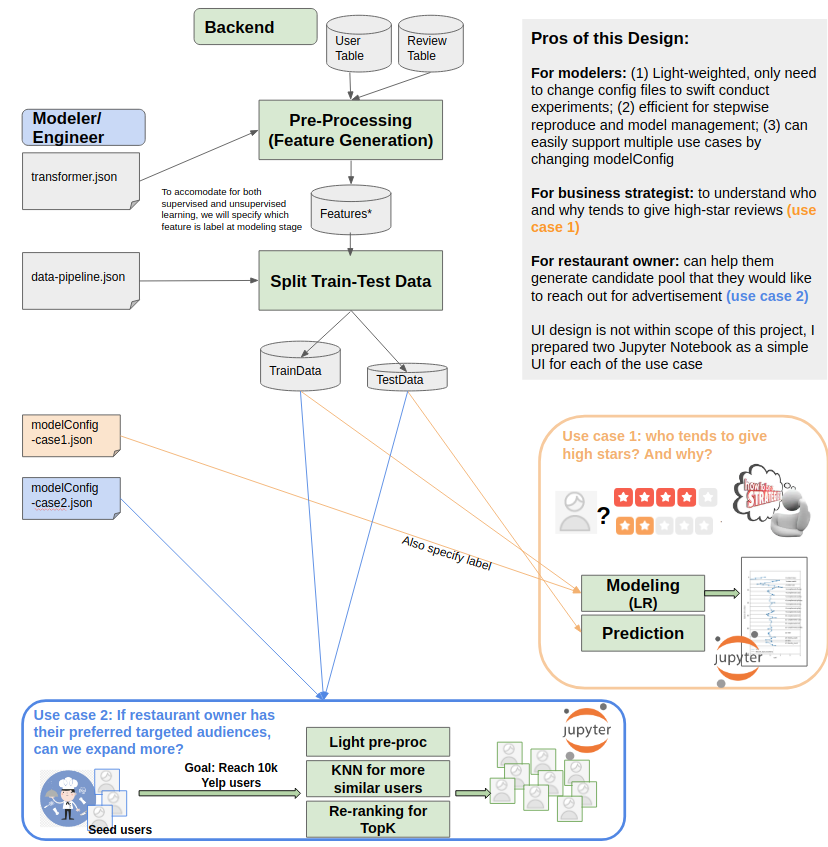 Backend
User
Table
Review
Table
Modeler/
Engineer
Pre-Processing
(Feature Generation)
transformer.json
To accomodate for both
supervised and unsupervised
learning, we will specify which
feature is label at modeling stage
Features*
data-pipeline.json
Split Train-Test Data
TrainData
TestData
modelConfig
-case1.json
modelConfig
-case2.json
Also specify label
Pros of this Design:
For modelers: (1) Light-weighted, only need
to change config files to swift conduct
experiments; (2) efficient for stepwise
reproduce and model management; (3) can
easily support multiple use cases by
changing modelConfig
For business strategist: to understand who
and why tends to give high-star reviews (use
case 1)
For restaurant owner: can help them
generate candidate pool that they would like
to reach out for advertisement (use case 2)
UI design is not within scope of this project, I
prepared two Jupyter Notebook as a simple
UI for each of the use case
Use case 1: who tends to give
high stars? And why?
?
Modeling
(LR)
Prediction
jupyter
Use case 2: If restaurant owner has
their preferred targeted audiences,
can we expand more?
Goal: Reach 10k
Yelp users
Seed users
Light pre-proc
KNN for more
similar users
Re-ranking for
TopK
jupyter